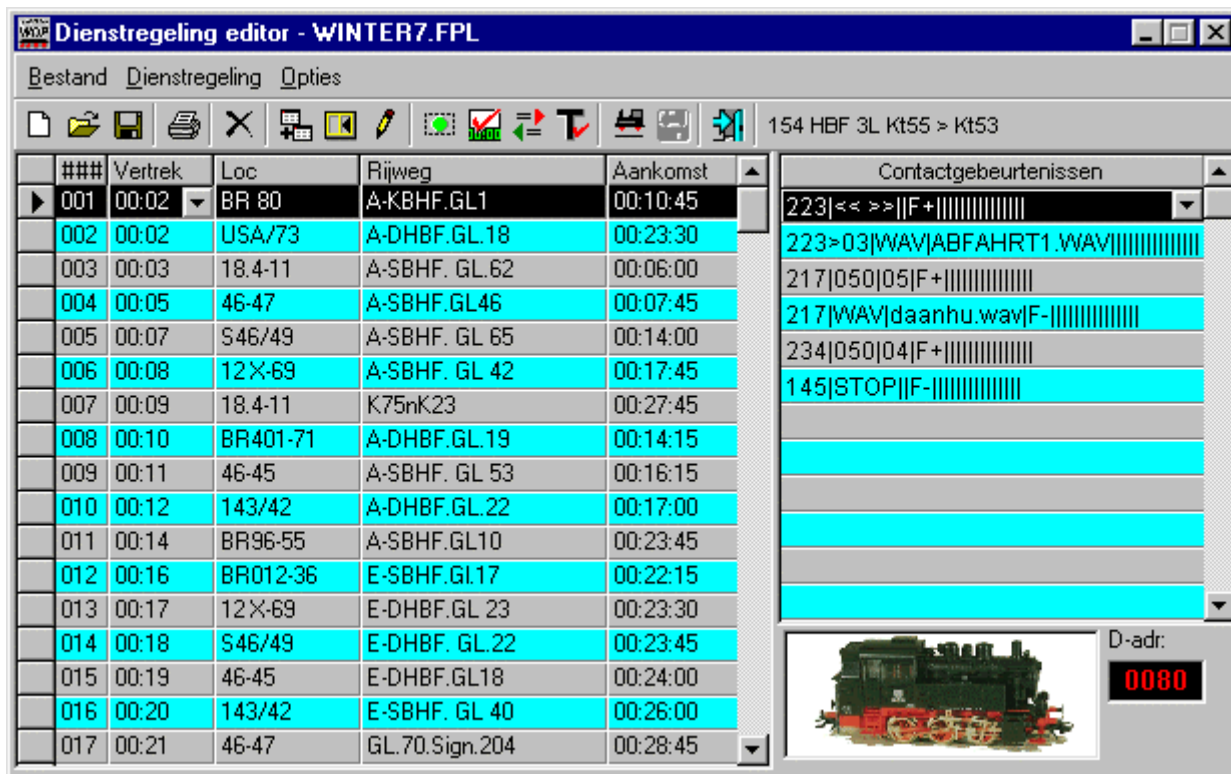 Dienstregeling editor - WINTER7.FPL
Bestand Dienstregeling Opties
154 HBF 3L Kt55 > Kt53
### Vertrek Loc Rijweg Aankomst
001 00:02 BR 80 A-KBHF.GL1 00:10:45
002 00:02 USA/73 A-DHBF.GL.18 00:23:30
003 00:03 18.4-11 A-SBHF. GL.62 00:06:00
004 00:05 46-47 A-SBHF.GL46 00:07:45
005 00:07 S46/49 A-SBHF. GL 65 00:14:00
006 00:08 12X-69 A-SBHF. GL 42 00:17:45
007 00:09 18.4-11 K75nK23 00:27:45
008 00:10 BR401-71 A-DHBF.GL.19 00:14:15
009 00:11 46-45 A-SBHF. GL 53 00:16:15
010 00:12 143/42 A-DHBF.GL.22 00:17:00
011 00:14 BR96-55 A-SBHF.GL10 00:23:45
012 00:16 BR012-36 E-SBHF.Gl.17 00:22:15
013 00:17 12X-69 E-DHBF.GL 23 00:23:30
014 00:18 S46/49 E-DHBF. GL.22 00:23:45
015 00:19 46-45 E-DHBF.GL18 00:24:00
016 00:20 143/42 E-SBHF. GL 40 00:26:00
017 00:21 46-47 GL.70.Sign.204 00:28:45
Contactgebeurtenissen
223|<< >>||F+|||||||||||||||
223>03|WAV|ABFAHRT1.WAV|||||||||||||||
217|050|05|F+|||||||||||||||
217|WAV|daanhu.wav|F-|||||||||||||||
234|050|04|F+|||||||||||||||
145|STOP||F-|||||||||||||||
D-adr:
0080